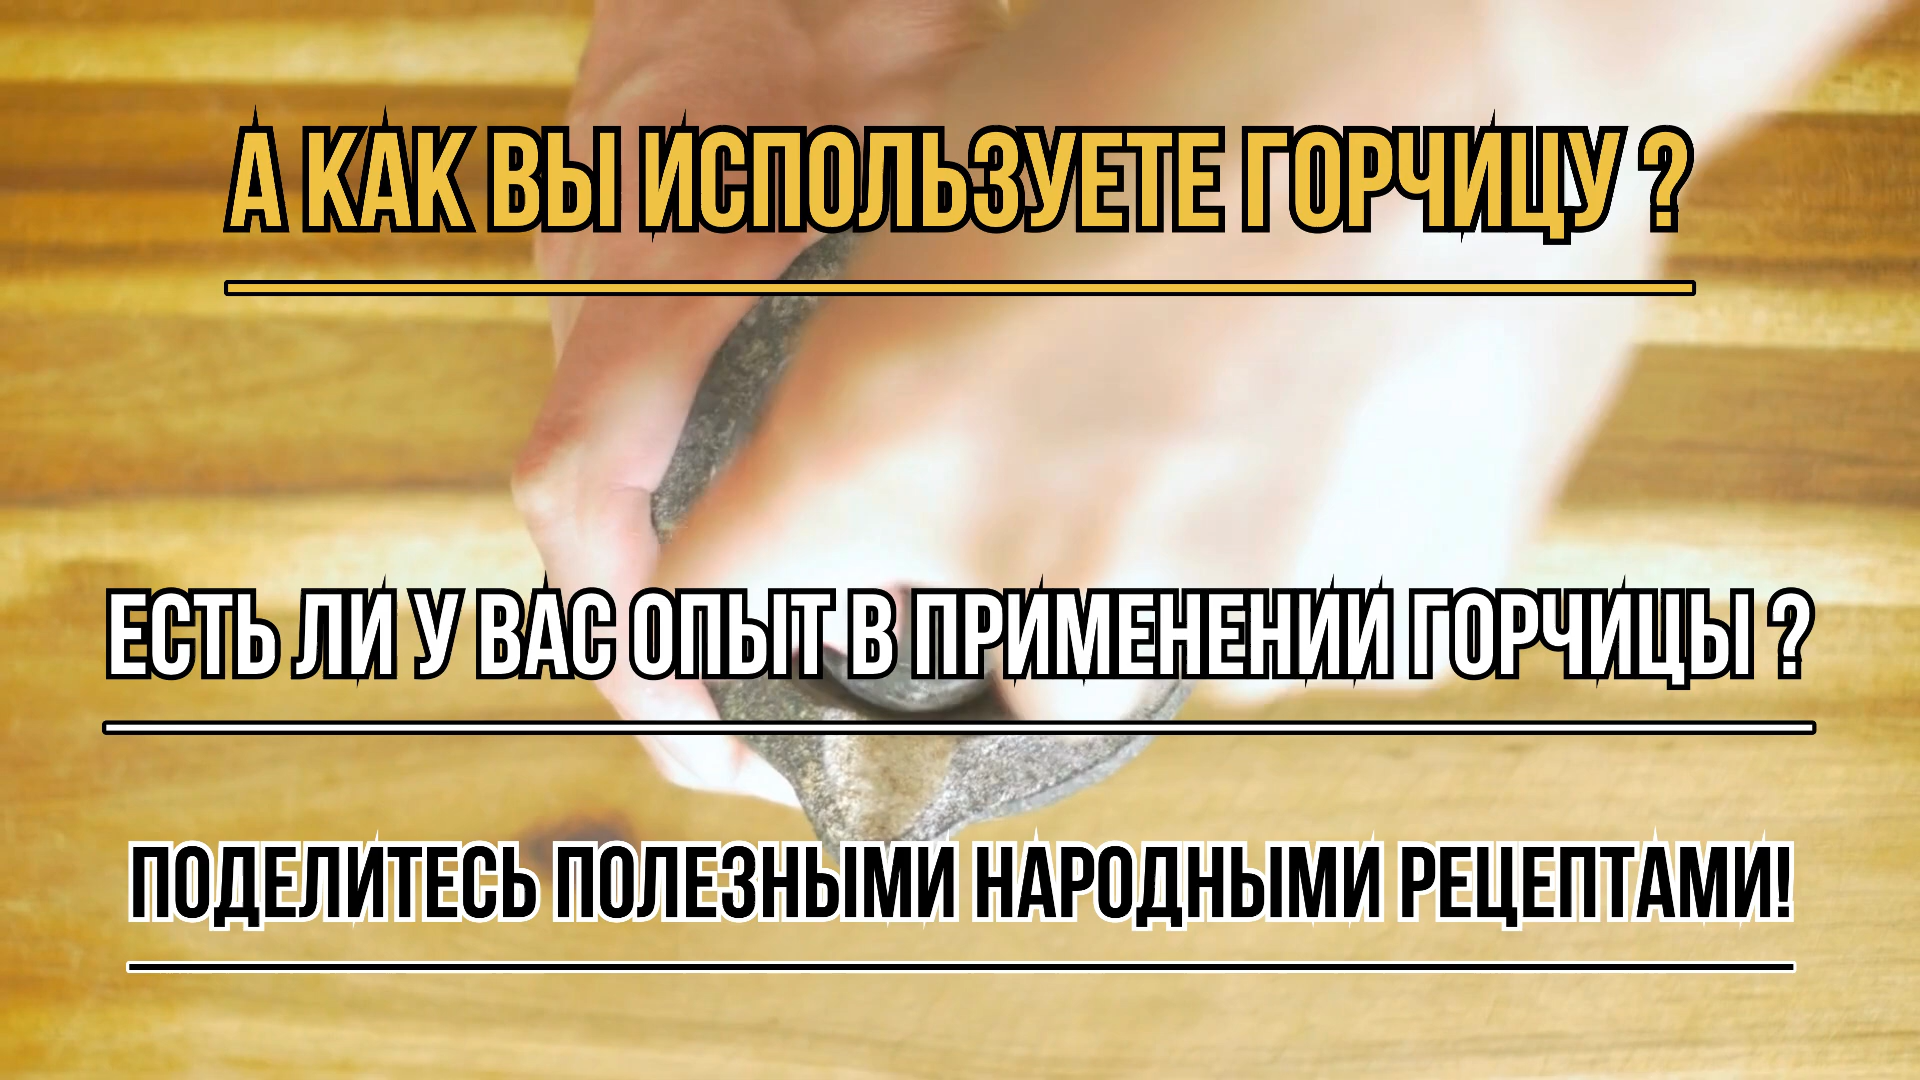 А КАК ВЫ ИСПОЛЬЗУЕТЕ ГОРЧИЦУ ?
ЕСТЬ ЛИ У ВАС ОПЫТ В ПРИМЕНЕНИИ ГОРЧИЦЫ ?
ПОДЕЛИТЕСЬ ПОЛЕЗНЫМИ НАРОДНЫМИ РЕЦЕПТАМИ!